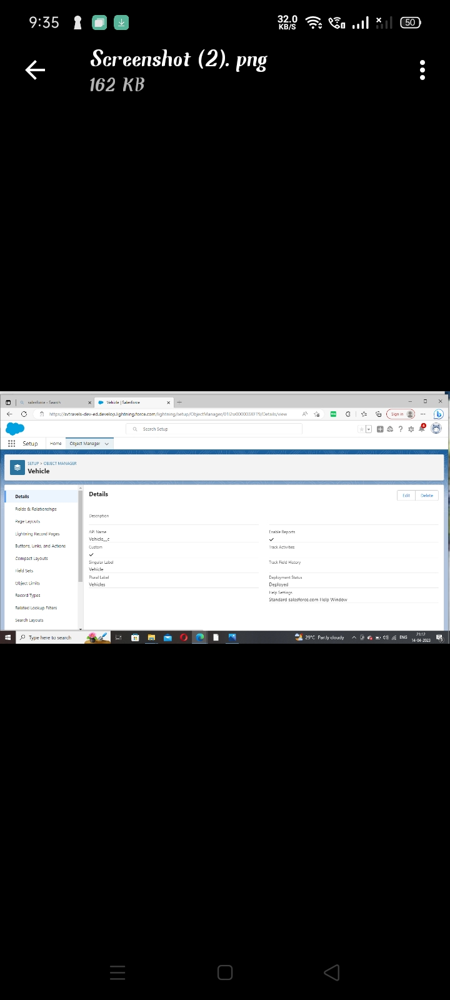 9:35
32.0
KB/S
50
Screenshot (2). png
162 KB
salesforce - Search
Vehicle | Salesforce
https://svtravels-dev-ed.develop.lightning.force.com/lightning/setup/ObjectManager/01I2w000003XF19/Details/view
Sign in
Search Setup
Setup
Home
Object Manager
SETUP > OBJECT MANAGER
Vehicle
Details
Fields & Relationships
Page Layouts
Lightning Record Pages
Buttons, Links, and Actions
Compact Layouts
Field Sets
Object Limits
Record Types
Related Lookup Filters
Search Layouts
Details
Edit
Delete
Description
API Name
Vehicle__c
Custom
Singular Label
Vehicle
Plural Label
Vehicles
Enable Reports
Track Activities
Track Field History
Deployment Status
Deployed
Help Settings
Standard salesforce.com Help Window
Type here to search
29°C Partly cloudy
ENG
21:12
14-04-2023